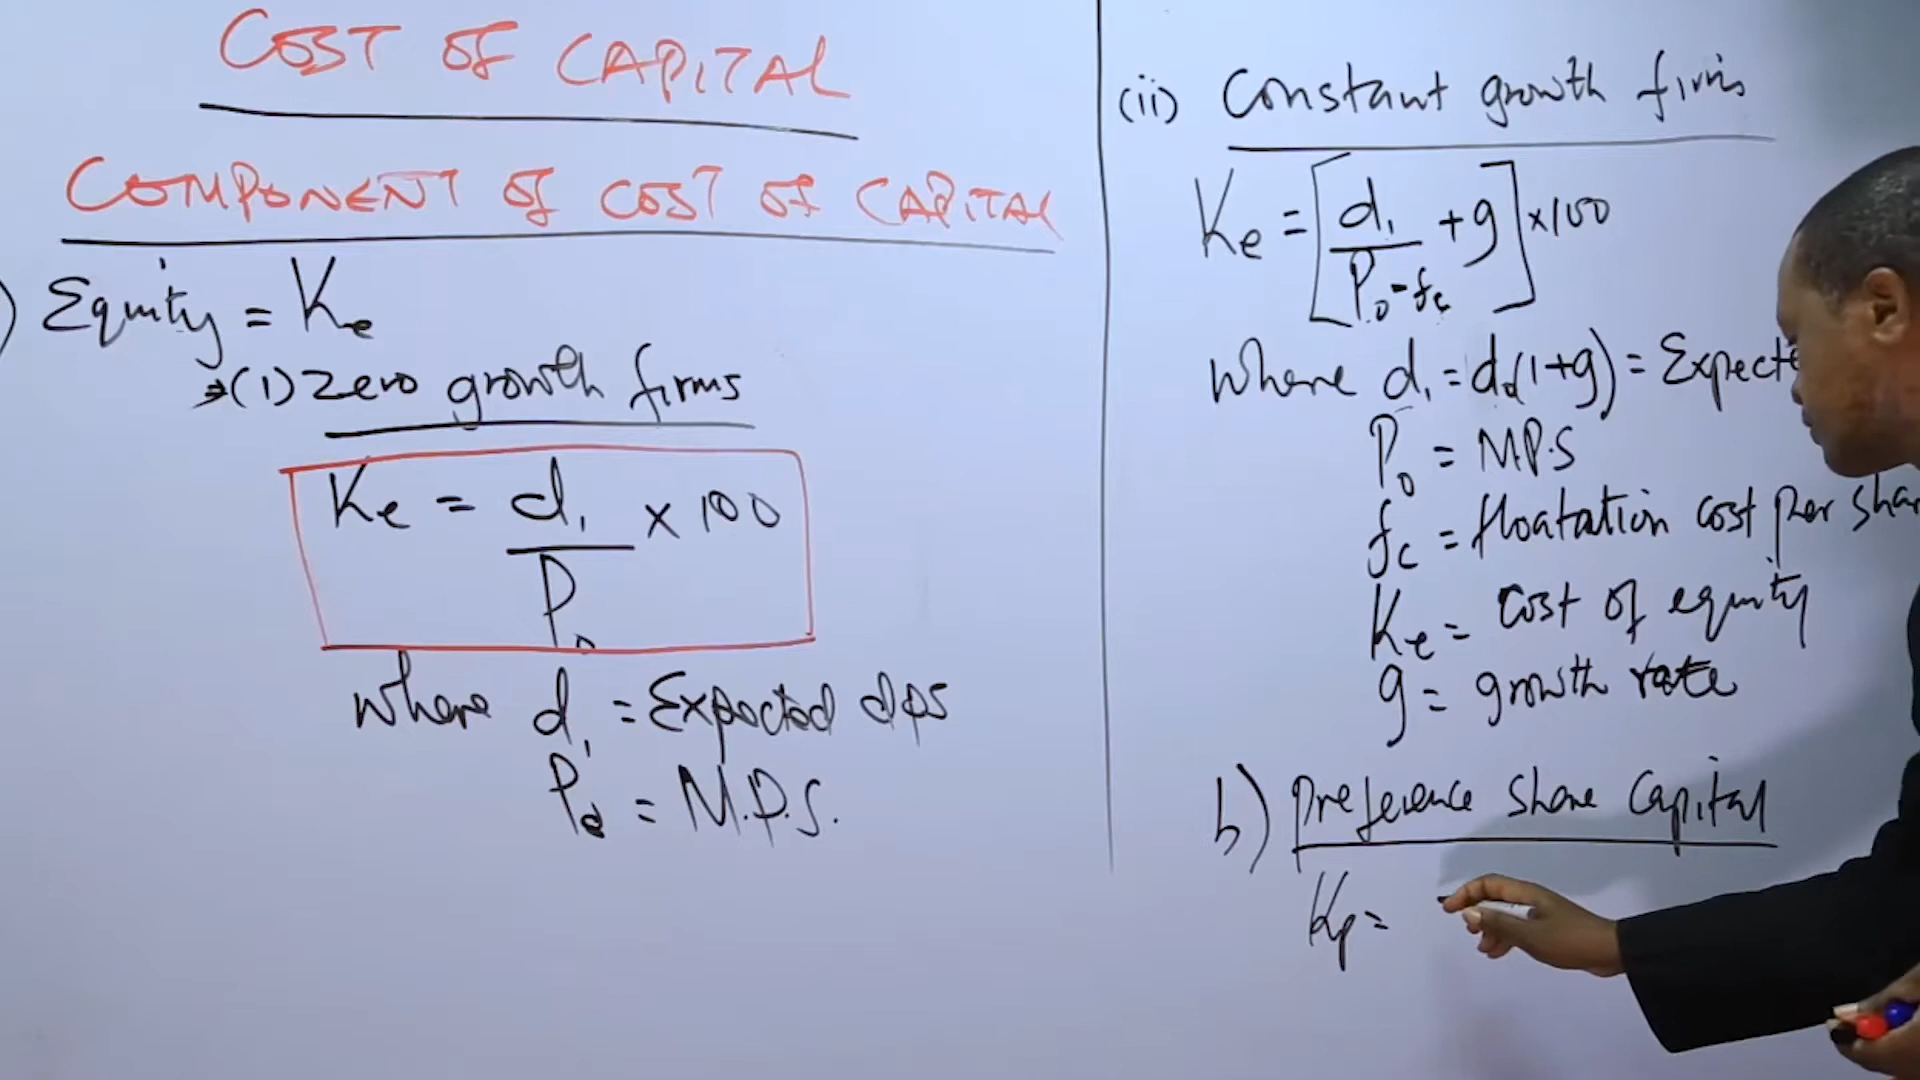 COST OF CAPITAL
COMPONENT OF COST OF CAPITAL
) Equity = Ke
→(1) Zero growth firms
Ke = d₁ x 100
P₀
where d₁ = Expected dps
P₀ = M.P.S.
(ii) Constant growth firms
Ke = [d₁ + g] x 100
P₀ - fc
where d₁ = d₀(1+g) = Expecte
P₀ = M.P.S
fc = floatation cost per shar
Ke = cost of equity
g = growth rate
b) preference share capital
Kp =